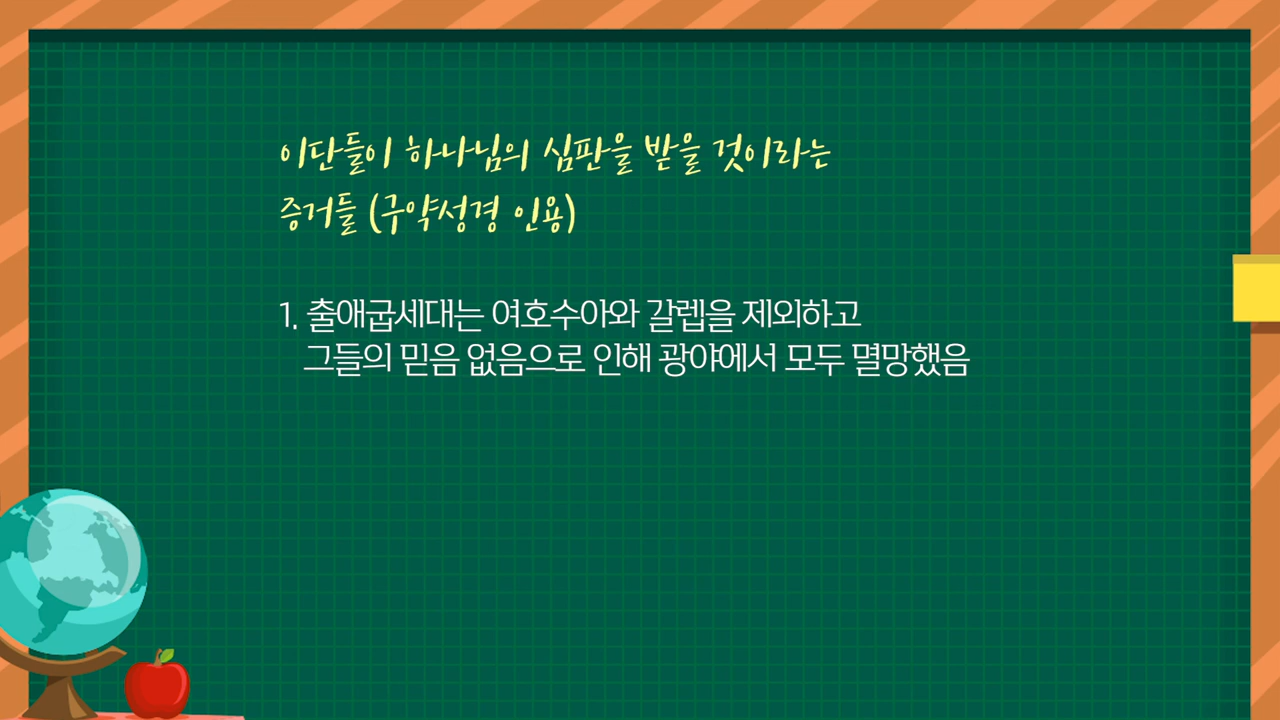 이단들이 하나님의 심판을 받을 것이라는
증거들 (구약성경 인용)
1. 출애굽세대는 여호수아와 갈렙을 제외하고
그들의 믿음 없음으로 인해 광야에서 모두 멸망했음